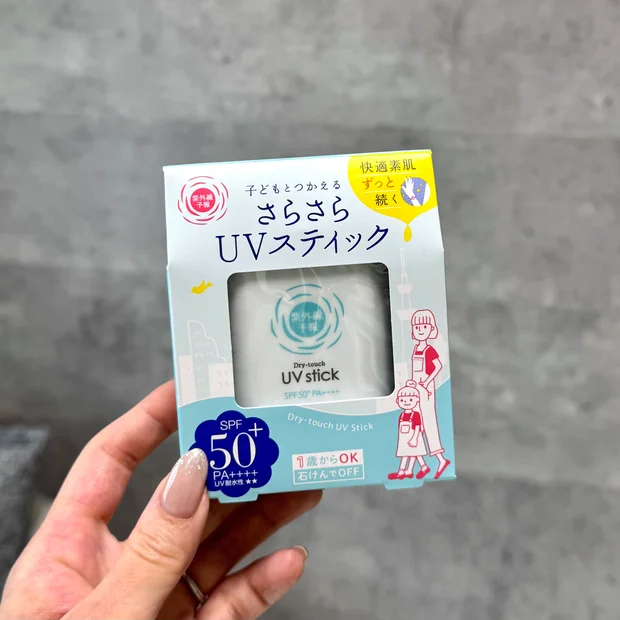 紫外線
予報
子どもとつかえる
さらさら
UVスティック
快適素肌
ずっと
続く
紫外線
予報
Dry-touch
UV stick
SPF50+ PA++++
Dry-touch UV Stick
SPF
50+
PA++++
UV耐水性★★
1歳からOK
石けんでOFF